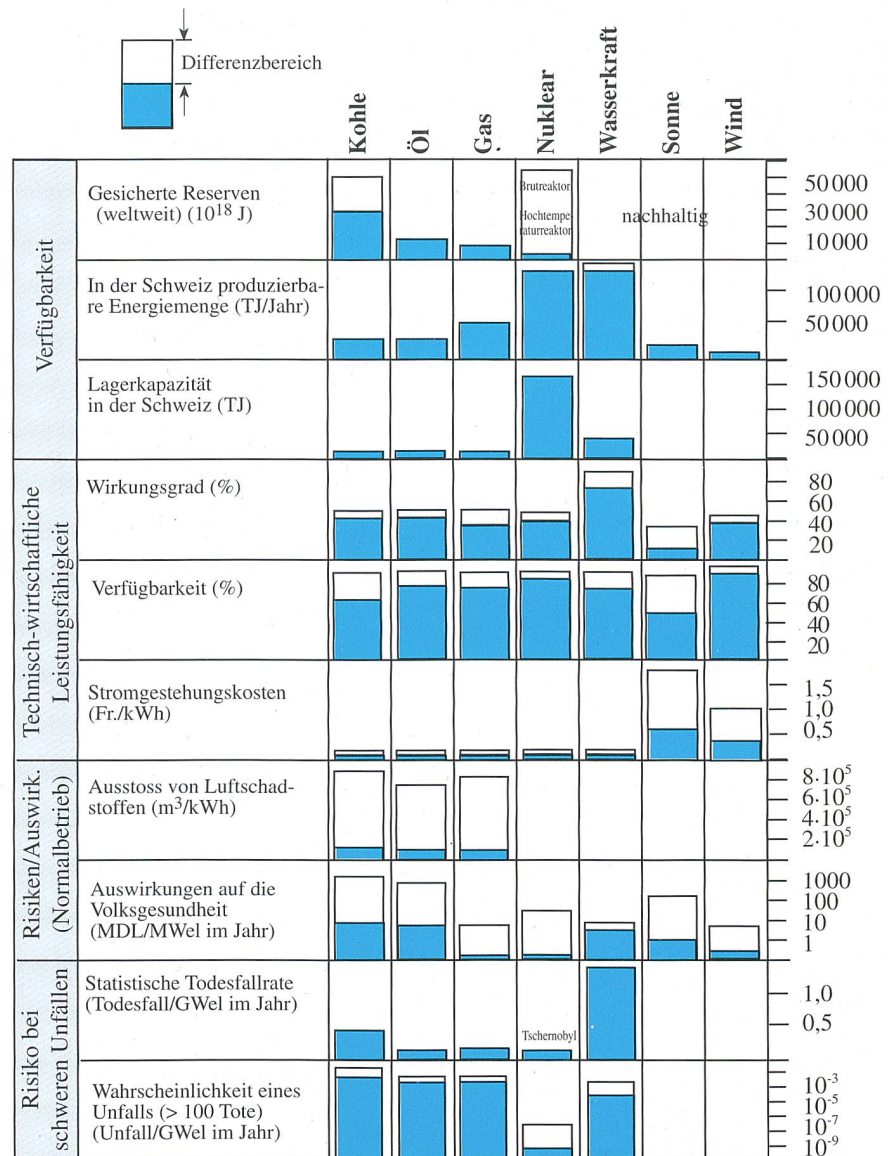 Differenzbereich
Kohle
Öl
Gas
Nuklear
Wasserkraft
Sonne
Wind
Verfügbarkeit
Gesicherte Reserven
(weltweit) (10¹⁸ J)
Brutreaktor
Hochtempe-
raturreaktor
nachhaltig
50 000
30 000
10 000
In der Schweiz produzierba-
re Energiemenge (TJ/Jahr)
100 000
50 000
Lagerkapazität
in der Schweiz (TJ)
150 000
100 000
50 000
Technisch-wirtschaftliche
Leistungsfähigkeit
Wirkungsgrad (%)
80
60
40
20
Verfügbarkeit (%)
80
60
40
20
Stromgestehungskosten
(Fr./kWh)
1,5
1,0
0,5
Risiken/Auswirk.
(Normalbetrieb)
Ausstoss von Luftschad-
stoffen (m³/kWh)
8·10⁵
6·10⁵
4·10⁵
2·10⁵
Auswirkungen auf die
Volksgesundheit
(MDL/MWel im Jahr)
1000
100
10
1
Risiko bei
schweren Unfällen
Statistische Todesfallrate
(Todesfall/GWel im Jahr)
Tschernobyl
1,0
0,5
Wahrscheinlichkeit eines
Unfalls (> 100 Tote)
(Unfall/GWel im Jahr)
10⁻³
10⁻⁵
10⁻⁷
10⁻⁹